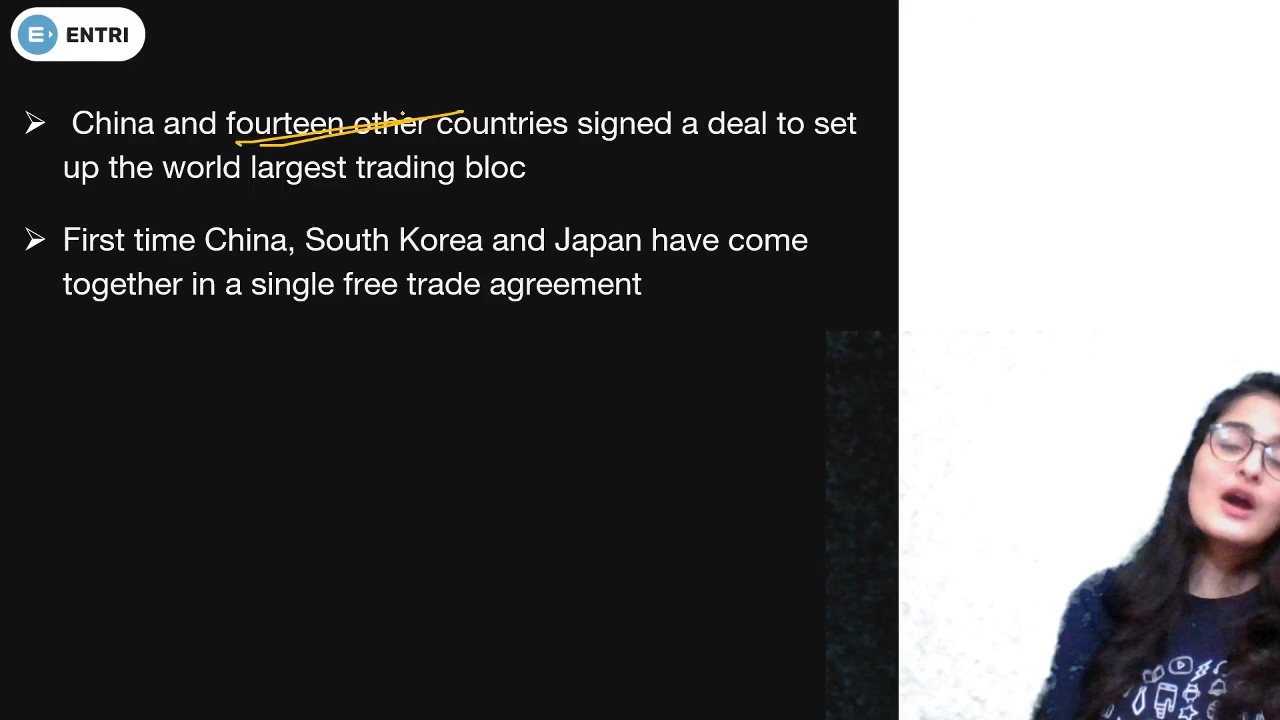 ENTRI
China and fourteen other countries signed a deal to set
up the world largest trading bloc
First time China, South Korea and Japan have come
together in a single free trade agreement